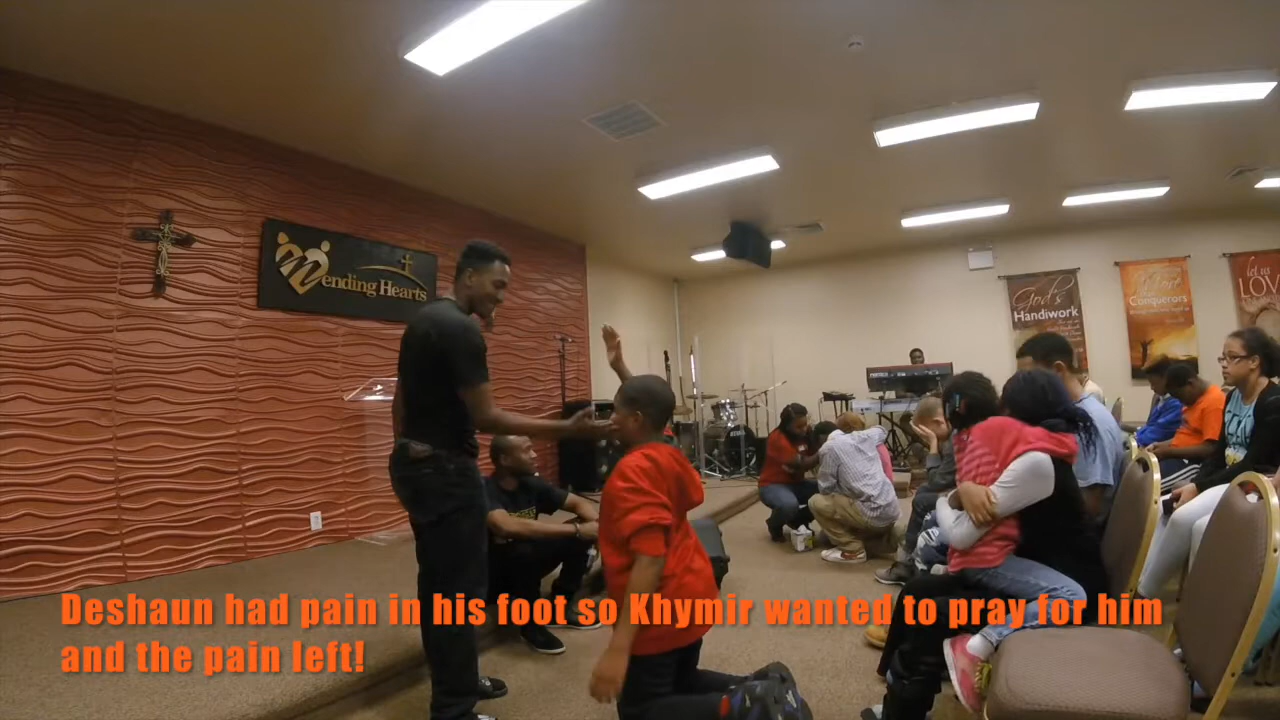 Mending Hearts
God's
Handiwork
More
Conquerors
let us
LOV
Deshaun had pain in his foot so Khymir wanted to pray for him
and the pain left!